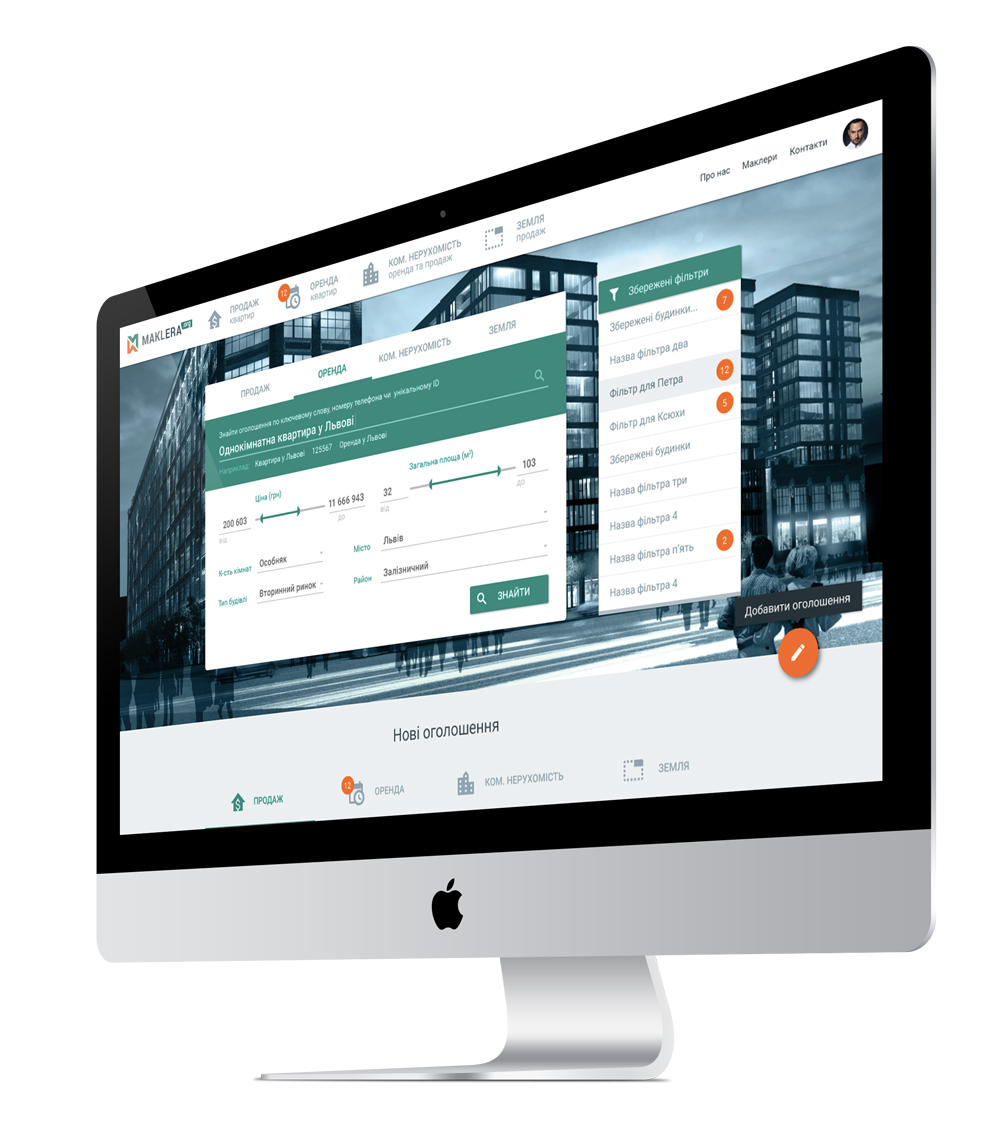 MAKLERA.org
ПРОДАЖ
квартир
12
ОРЕНДА
квартир
КОМ. НЕРУХОМІСТЬ
оренда та продаж
ЗЕМЛЯ
продаж
Про нас
Маклери
Контакти
ПРОДАЖ
ОРЕНДА
КОМ. НЕРУХОМІСТЬ
ЗЕМЛЯ
Знайти оголошення по ключевому слову, номеру телефона чи унікальному ID
Однокімнатна квартира у Львові
Наприклад: Квартира у Львові 125567 Оренда у Львові
Ціна (грн)
200 603
від
11 666 943
до
Загальна площа (м²)
32
від
103
до
К-сть кімнат
Особняк
Місто
Львів
Тип будівлі
Вторинний ринок
Район
Залізничний
ЗНАЙТИ
Збережені фільтри
Збережені будинки...
7
Назва фільтра два
Фільтр для Петра
12
Фільтр для Ксюхи
5
Збережені будинки
Назва фільтра три
Назва фільтра 4
Назва фільтра п'ять
2
Назва фільтра 4
Добавити оголошення
Нові оголошення
ПРОДАЖ
12
ОРЕНДА
КОМ. НЕРУХОМІСТЬ
ЗЕМЛЯ